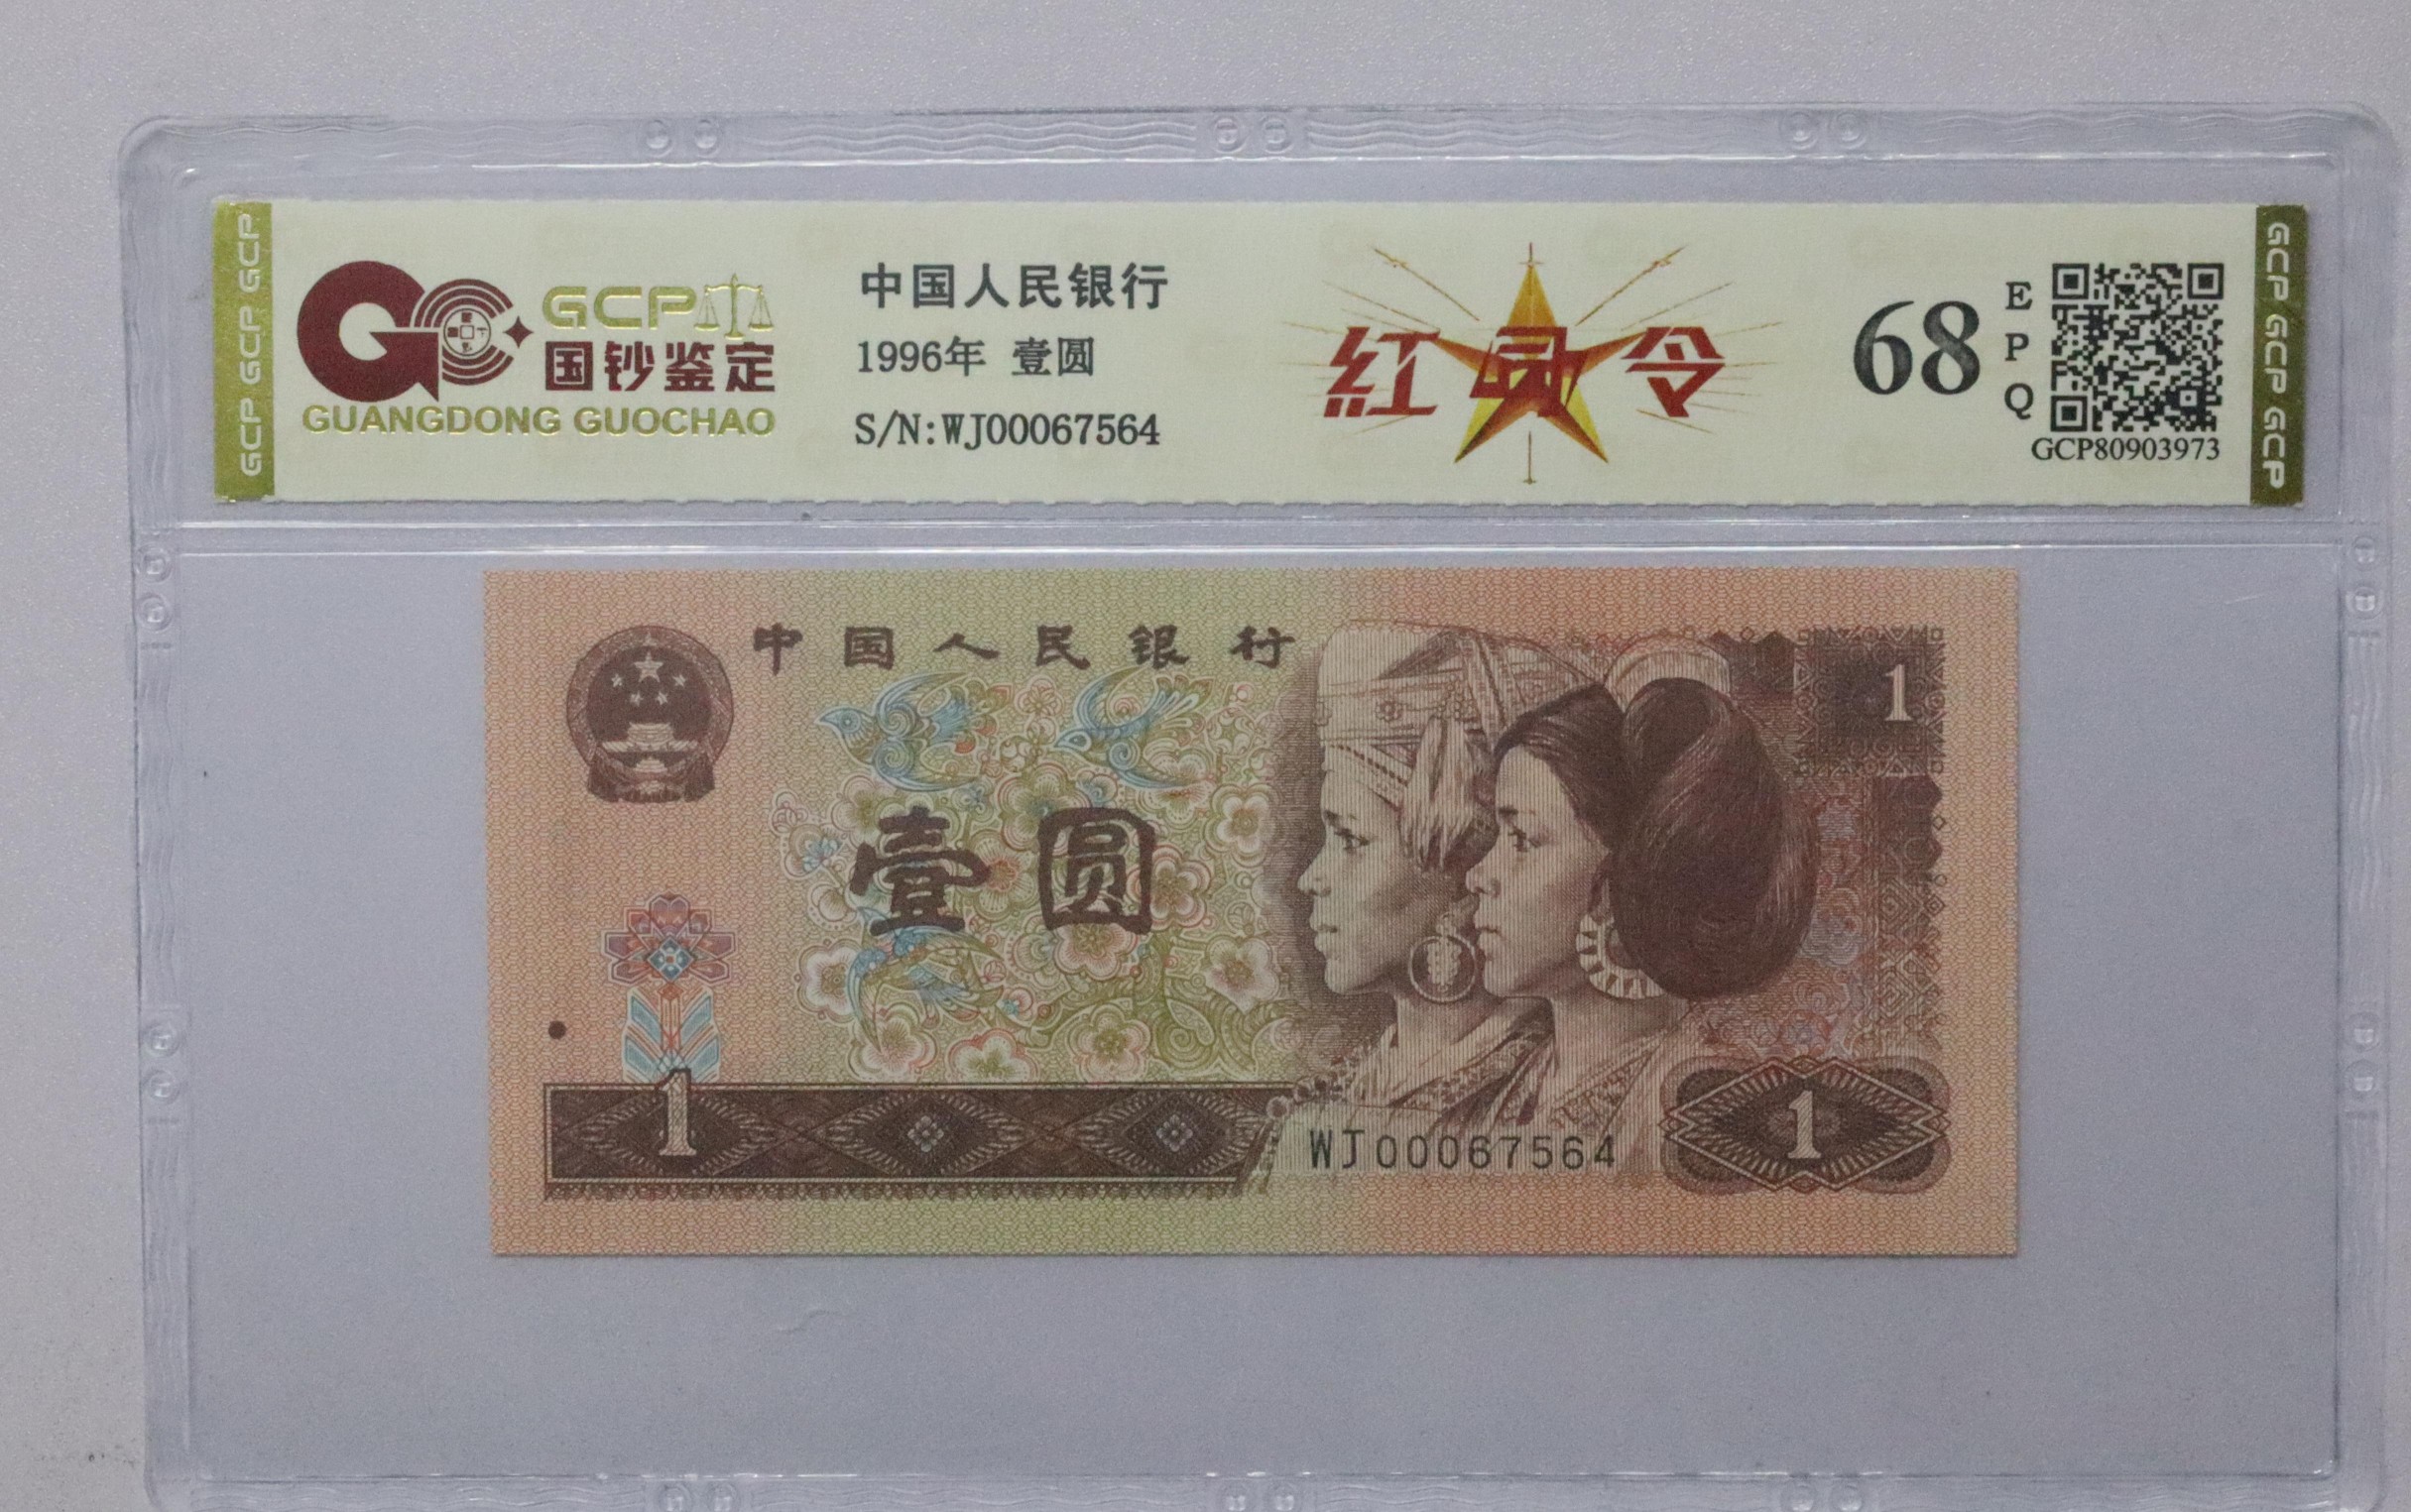 GCP GCP GCP
GCP
国钞鉴定
GUANGDONG GUOCHAO
中国人民银行
1996年 壹圆
S/N:WJ00067564
紅 令
68
EPQ
GCP80903973
GCP GCP GCP
中国人民银行
1
壹圆
1
WJ00067564
1